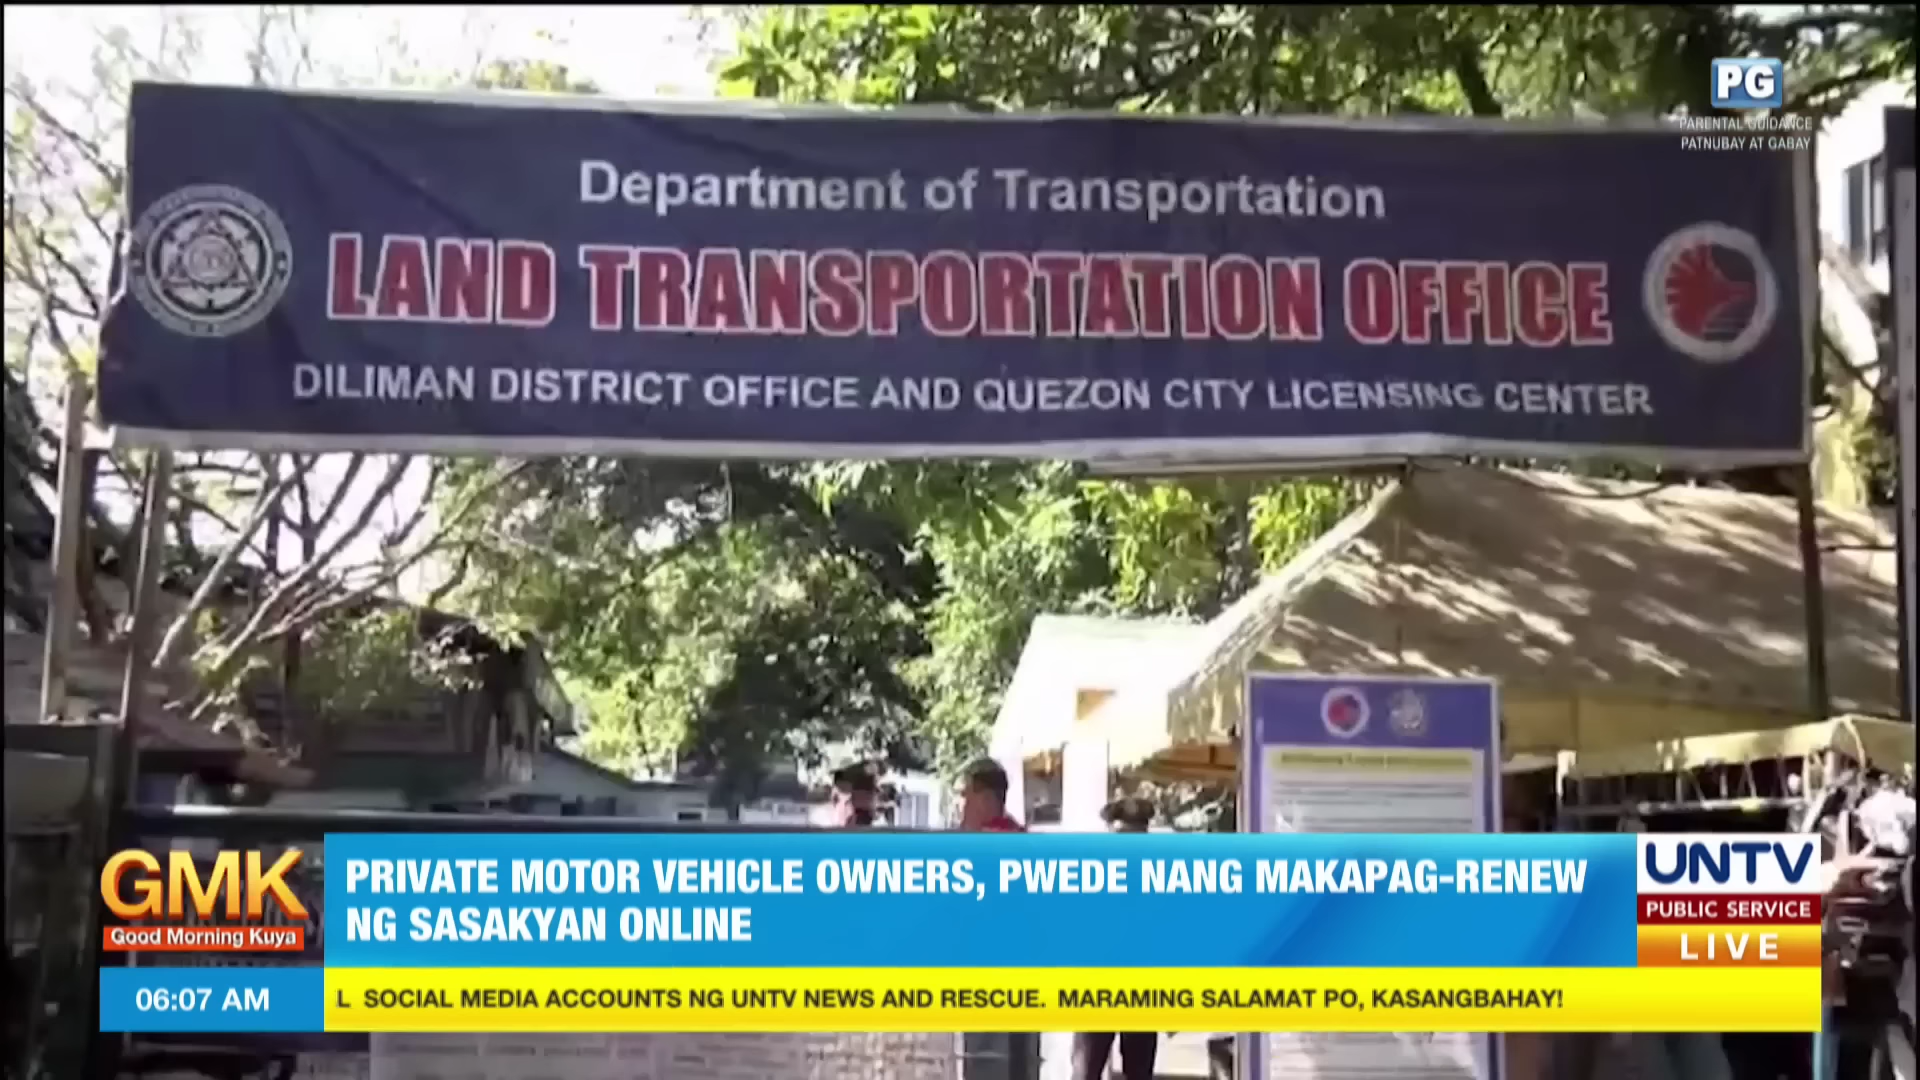 PG
PARENTAL GUIDANCE
PATNUBAY AT GABAY
Department of Transportation
LAND TRANSPORTATION OFFICE
DILIMAN DISTRICT OFFICE AND QUEZON CITY LICENSING CENTER
GMK
Good Morning Kuya
PRIVATE MOTOR VEHICLE OWNERS, PWEDE NANG MAKAPAG-RENEW
NG SASAKYAN ONLINE
UNTV
PUBLIC SERVICE
LIVE
06:07 AM
L SOCIAL MEDIA ACCOUNTS NG UNTV NEWS AND RESCUE. MARAMING SALAMAT PO, KASANGBAHAY!